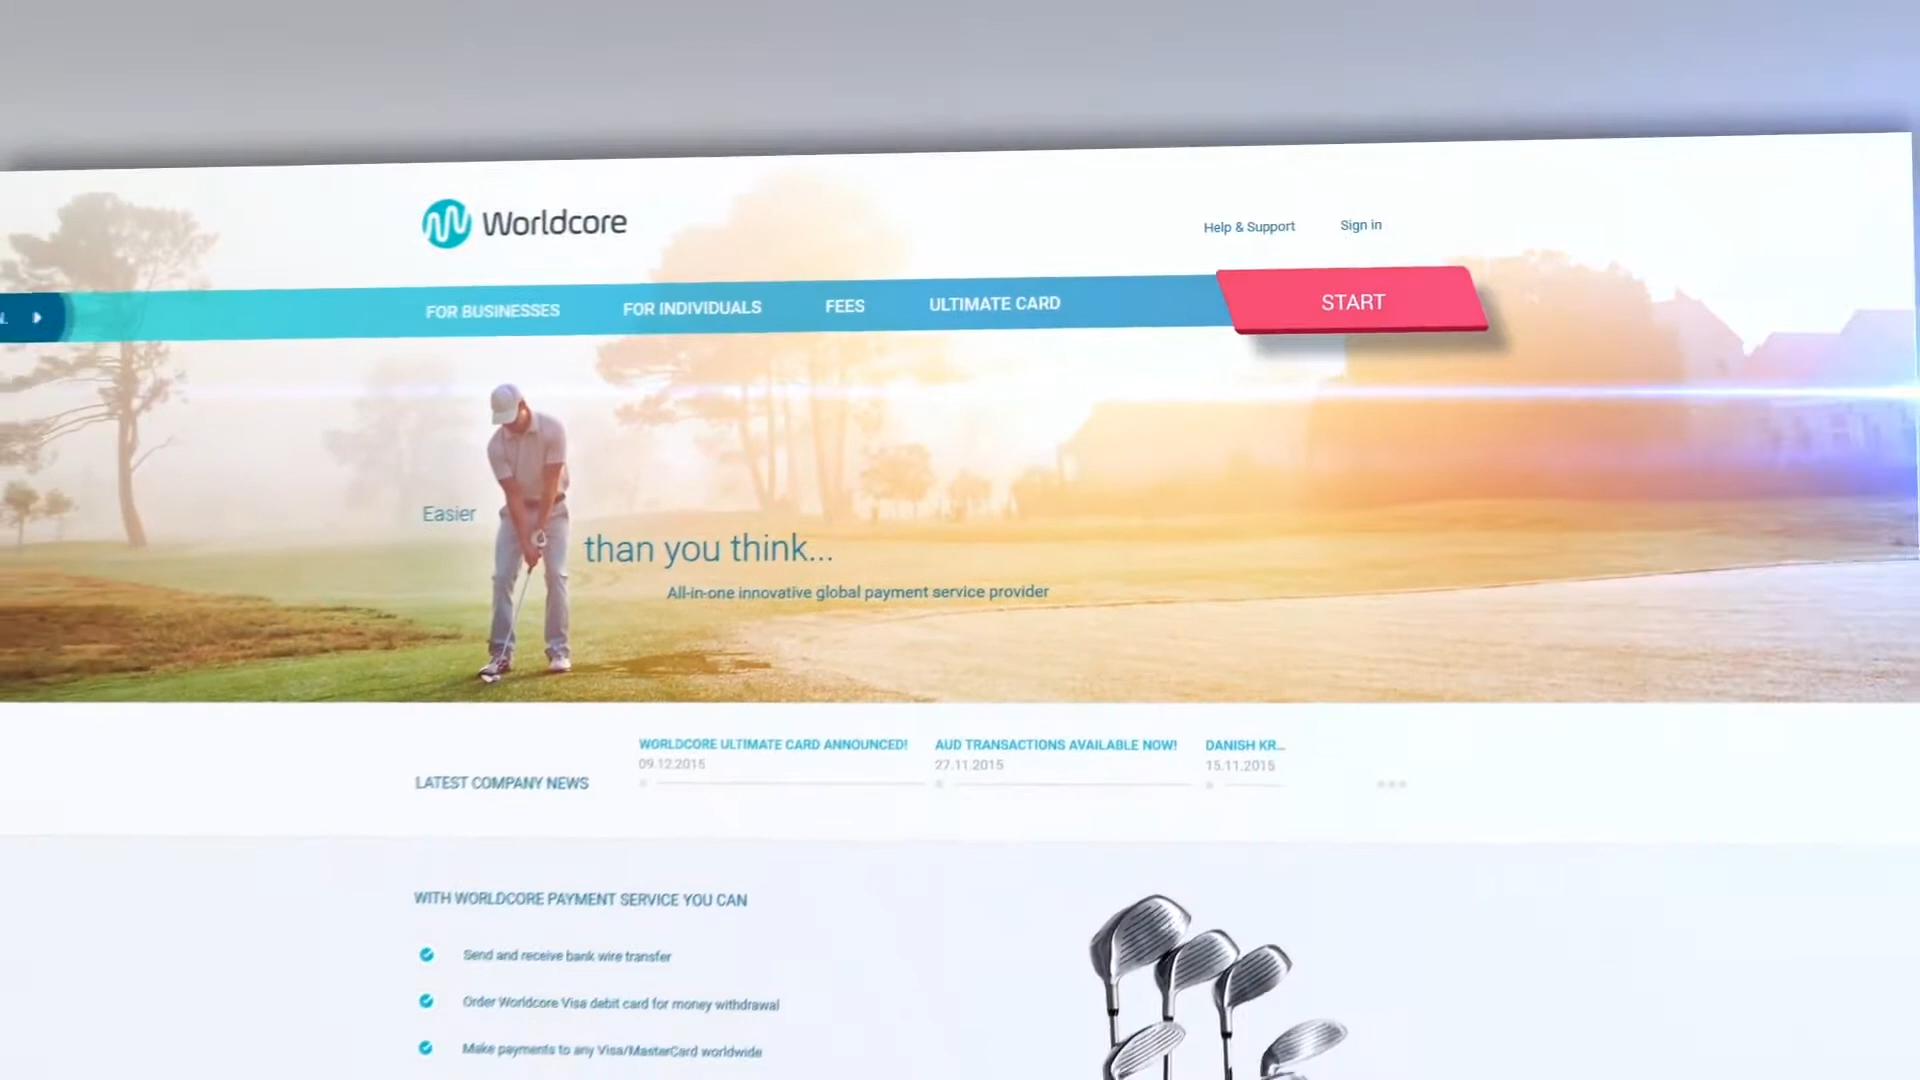 Worldcore
Help & Support
Sign in
FOR BUSINESSES
FOR INDIVIDUALS
FEES
ULTIMATE CARD
START
Easier
than you think...
All-in-one innovative global payment service provider
LATEST COMPANY NEWS
WORLDCORE ULTIMATE CARD ANNOUNCED!
09.12.2015
AUD TRANSACTIONS AVAILABLE NOW!
27.11.2015
DANISH KR...
15.11.2015
WITH WORLDCORE PAYMENT SERVICE YOU CAN
Send and receive bank wire transfer
Order Worldcore Visa debit card for money withdrawal
Make payments to any Visa/MasterCard worldwide